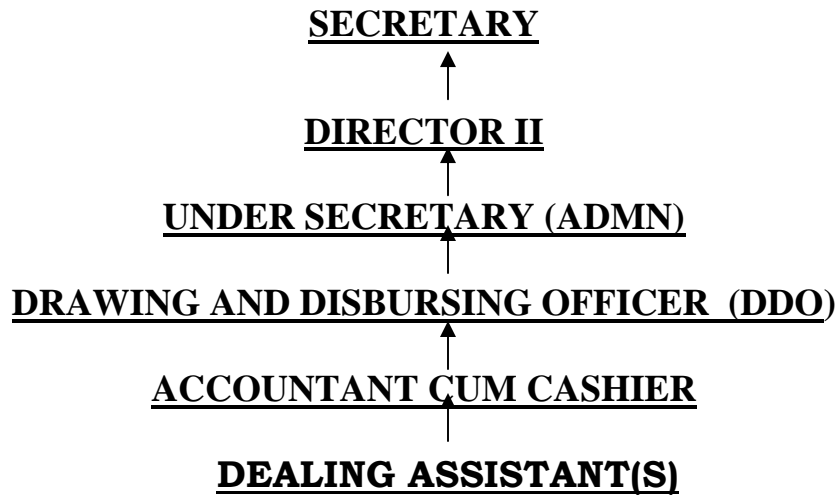 SECRETARY
DIRECTOR II
UNDER SECRETARY (ADMN)
DRAWING AND DISBURSING OFFICER  (DDO)
ACCOUNTANT CUM CASHIER
DEALING ASSISTANT(S)